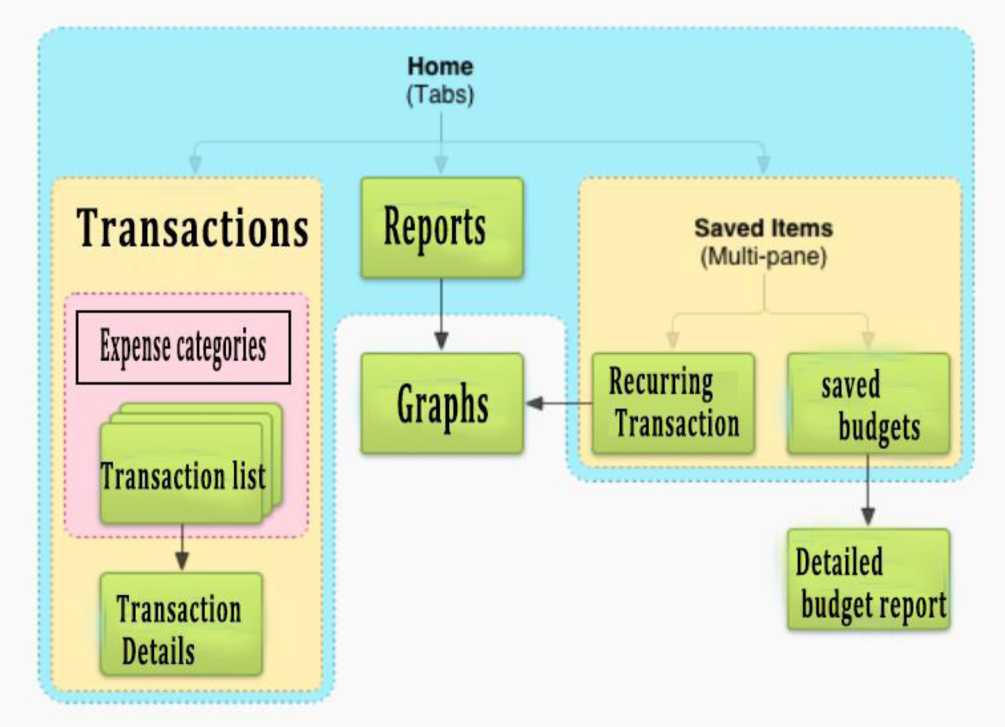 Home
(Tabs)
Transactions
Expense categories
Transaction list
Transaction
Details
Reports
Graphs
Saved Items
(Multi-pane)
Recurring
Transaction
saved
budgets
Detailed
budget report